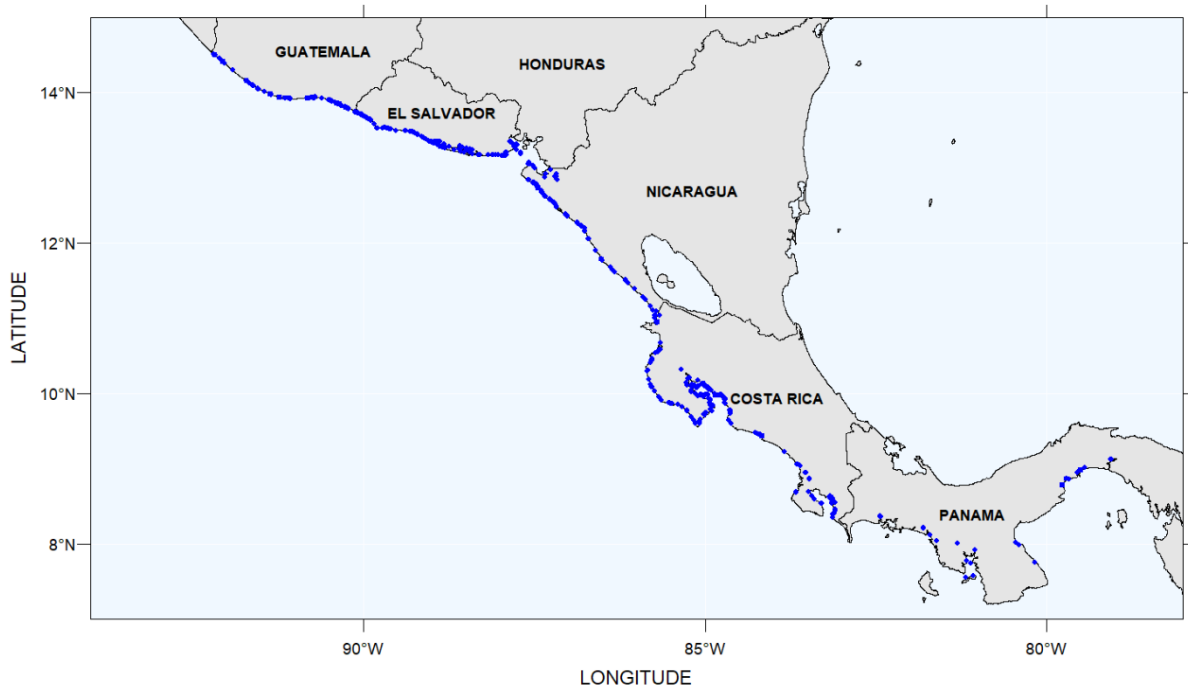 GUATEMALA
HONDURAS
14°N
EL SALVADOR
NICARAGUA
12°N
LATITUDE
10°N
COSTA RICA
PANAMA
8°N
90°W
85°W
80°W
LONGITUDE